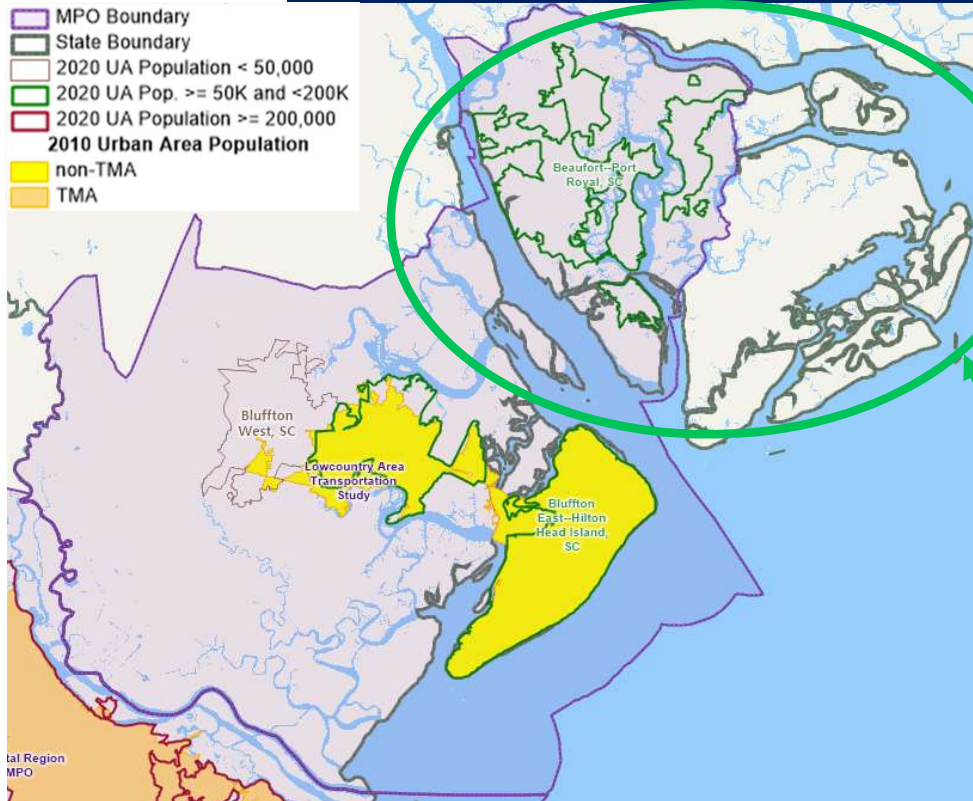 MPO Boundary
State Boundary
2020 UA Population < 50,000
2020 UA Pop. >= 50K and <200K
2020 UA Population >= 200,000
2010 Urban Area Population
non-TMA
TMA
Beaufort--Port
Royal, SC
Bluffton
West, SC
Lowcountry Area
Transportation
Study
Bluffton
East--Hilton
Head Island,
SC
tal Region
MPO